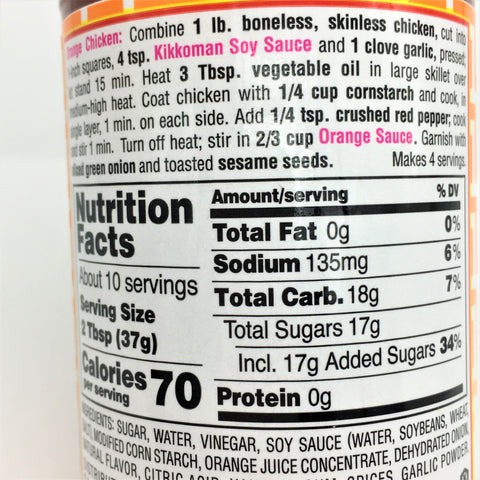 Orange Chicken: Combine 1 lb. boneless, skinless chicken, cut into
1-inch squares, 4 tsp. Kikkoman Soy Sauce and 1 clove garlic, pressed;
let stand 15 min. Heat 3 Tbsp. vegetable oil in large skillet over
medium-high heat. Coat chicken with 1/4 cup cornstarch and cook, in
single layer, 1 min. on each side. Add 1/4 tsp. crushed red pepper; cook
and stir 1 min. Turn off heat; stir in 2/3 cup Orange Sauce. Garnish with
sliced green onion and toasted sesame seeds. Makes 4 servings.
Nutrition
Facts
About 10 servings
Serving Size
2 Tbsp (37g)
Calories 70
per serving
Amount/serving % DV
Total Fat 0g 0%
Sodium 135mg 6%
Total Carb. 18g 7%
Total Sugars 17g
Incl. 17g Added Sugars 34%
Protein 0g
INGREDIENTS: SUGAR, WATER, VINEGAR, SOY SAUCE (WATER, SOYBEANS, WHEAT,
SALT), MODIFIED CORN STARCH, ORANGE JUICE CONCENTRATE, DEHYDRATED ONION,
NATURAL FLAVOR, CITRIC ACID, SPICES, GARLIC POWDER.